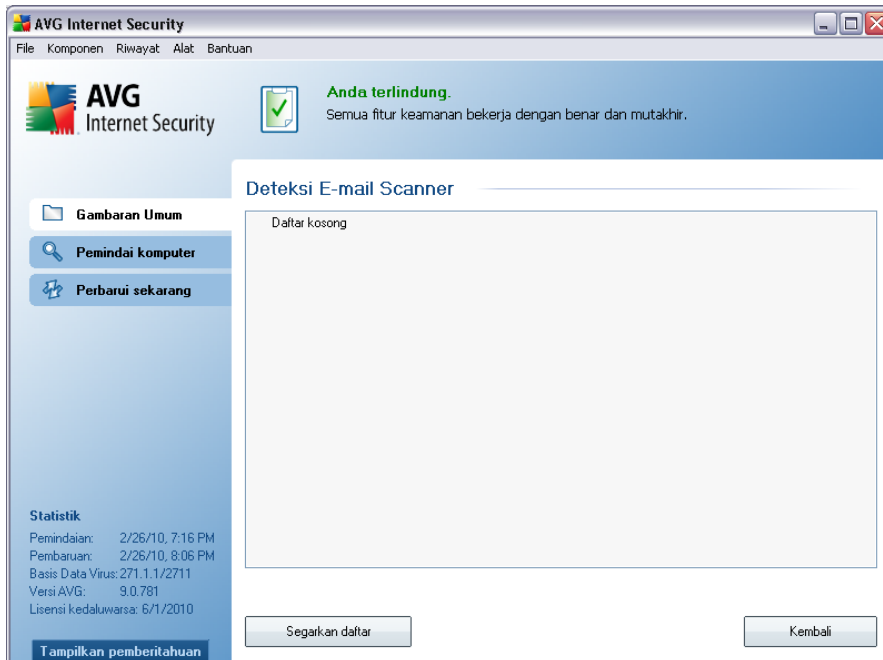 AVG Internet Security
File Komponen Riwayat Alat Bantuan
AVG
Internet Security
Anda terlindung.
Semua fitur keamanan bekerja dengan benar dan mutakhir.
Gambaran Umum
Pemindai komputer
Perbarui sekarang
Deteksi E-mail Scanner
Daftar kosong
Statistik
Pemindaian: 2/26/10, 7:16 PM
Pembaruan: 2/26/10, 8:06 PM
Basis Data Virus: 271.1.1/2711
Versi AVG: 9.0.781
Lisensi kedaluwarsa: 6/1/2010
Tampilkan pemberitahuan
Segarkan daftar
Kembali